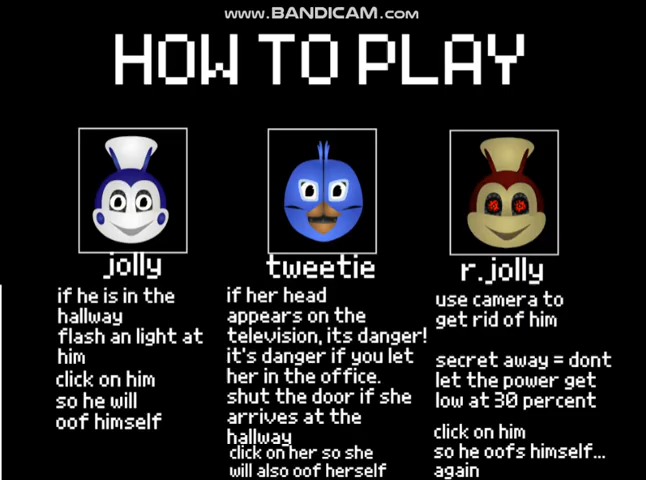 www.BANDICAM.com
HOW TO PLAY
jolly
if he is in the
hallway
flash an light at
him
click on him
so he will
oof himself
tweetie
if her head
appears on the
television, its danger!
it's danger if you let
her in the office.
shut the door if she
arrives at the
hallway
click on her so she
will also oof herself
r.jolly
use camera to
get rid of him
secret away = dont
let the power get
low at 30 percent
click on him
so he oofs himself...
again